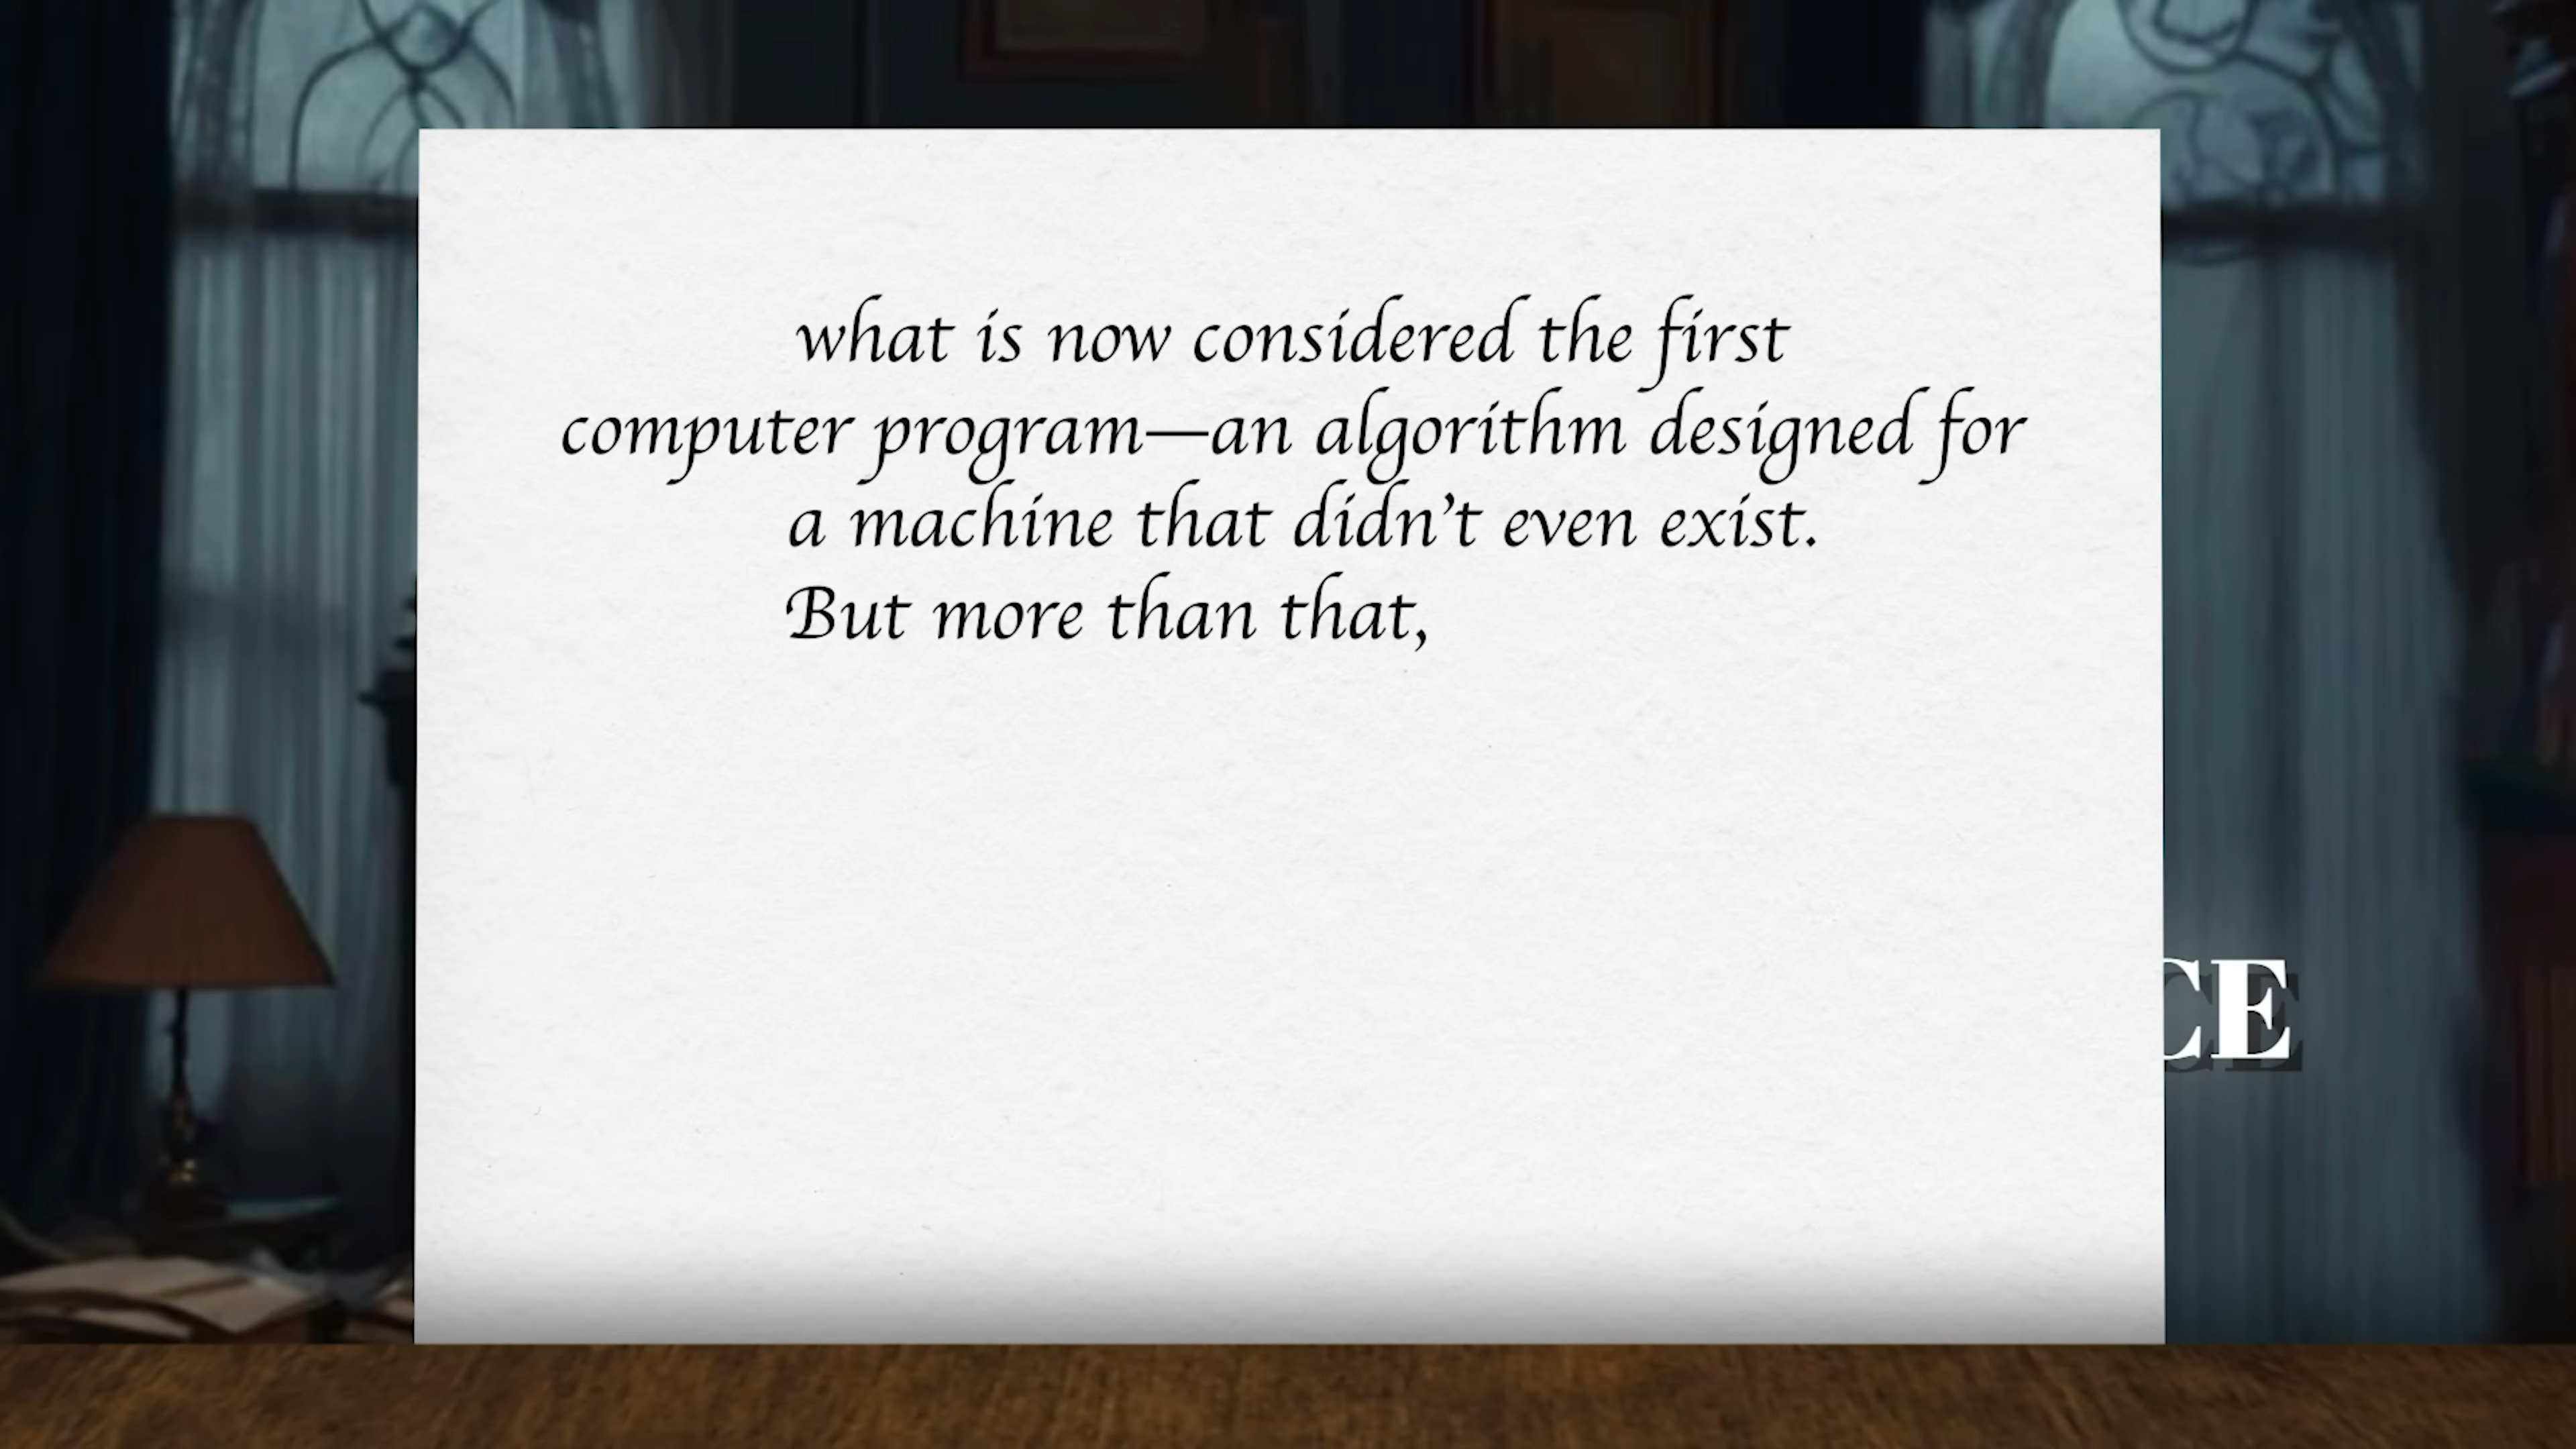 what is now considered the first
computer program—an algorithm designed for
a machine that didn't even exist.
But more than that,
CE